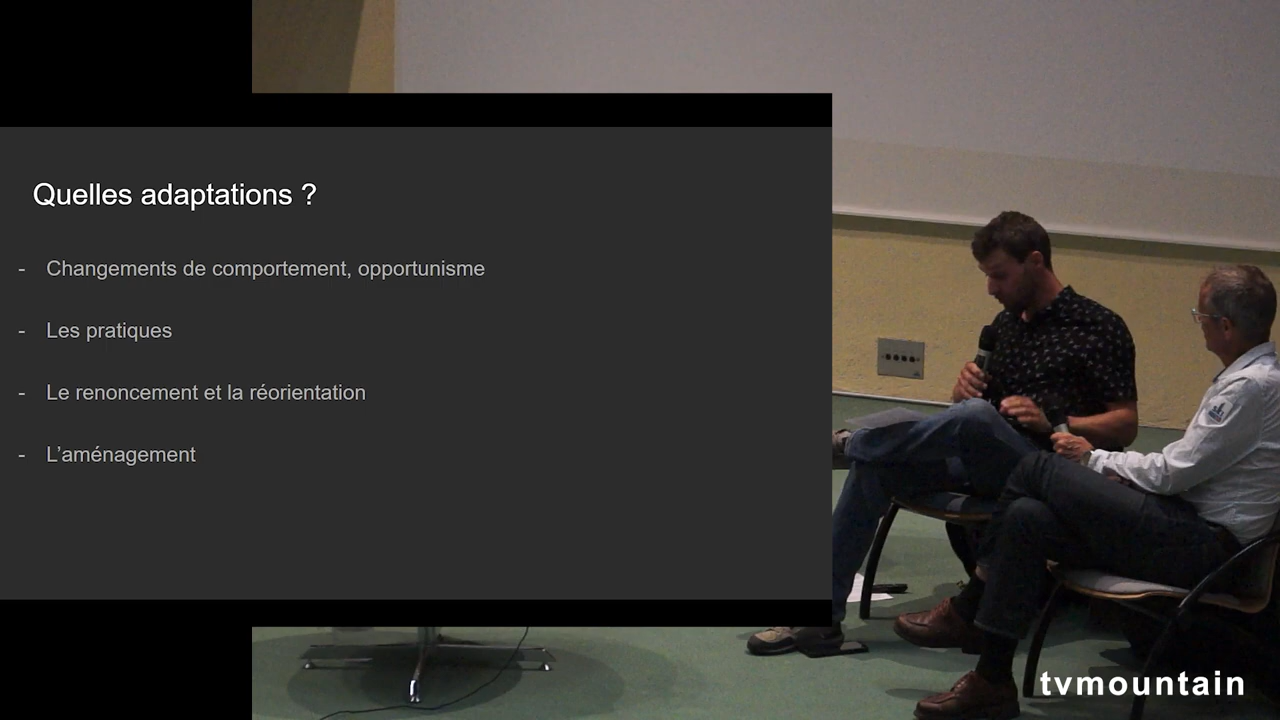 Quelles adaptations ?
- Changements de comportement, opportunisme
- Les pratiques
- Le renoncement et la réorientation
- L’aménagement
tvmountain